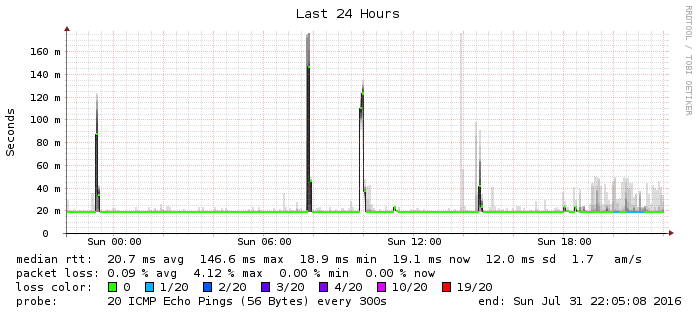 Last 24 Hours
RRDTOOL / TOBI OETIKER
Seconds
160 m
140 m
120 m
100 m
80 m
60 m
40 m
20 m
0
Sun 00:00 Sun 06:00 Sun 12:00 Sun 18:00
median rtt: 20.7 ms avg 146.6 ms max 18.9 ms min 19.1 ms now 12.0 ms sd 1.7 am/s
packet loss: 0.09 % avg 4.12 % max 0.00 % min 0.00 % now
loss color: 0 1/20 2/20 3/20 4/20 10/20 19/20
probe: 20 ICMP Echo Pings (56 Bytes) every 300s end: Sun Jul 31 22:05:08 2016